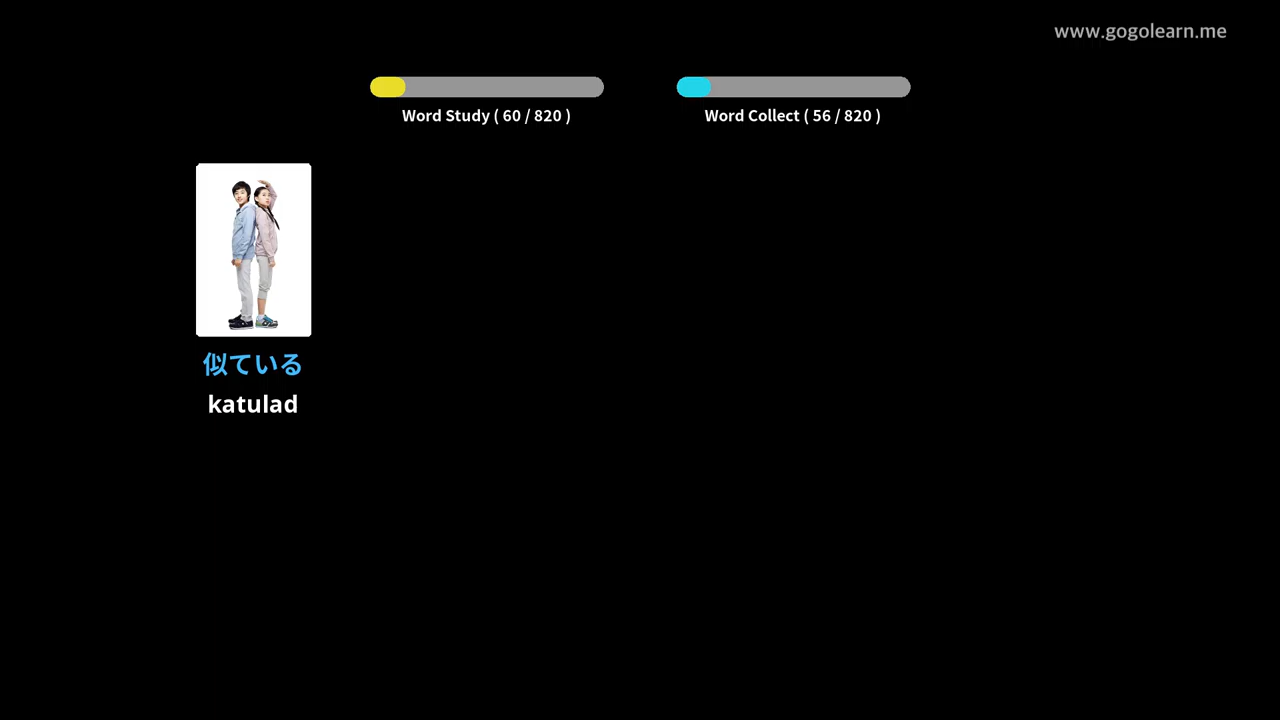 www.gogolearn.me
Word Study ( 60 / 820 )
Word Collect ( 56 / 820 )
似ている
katulad